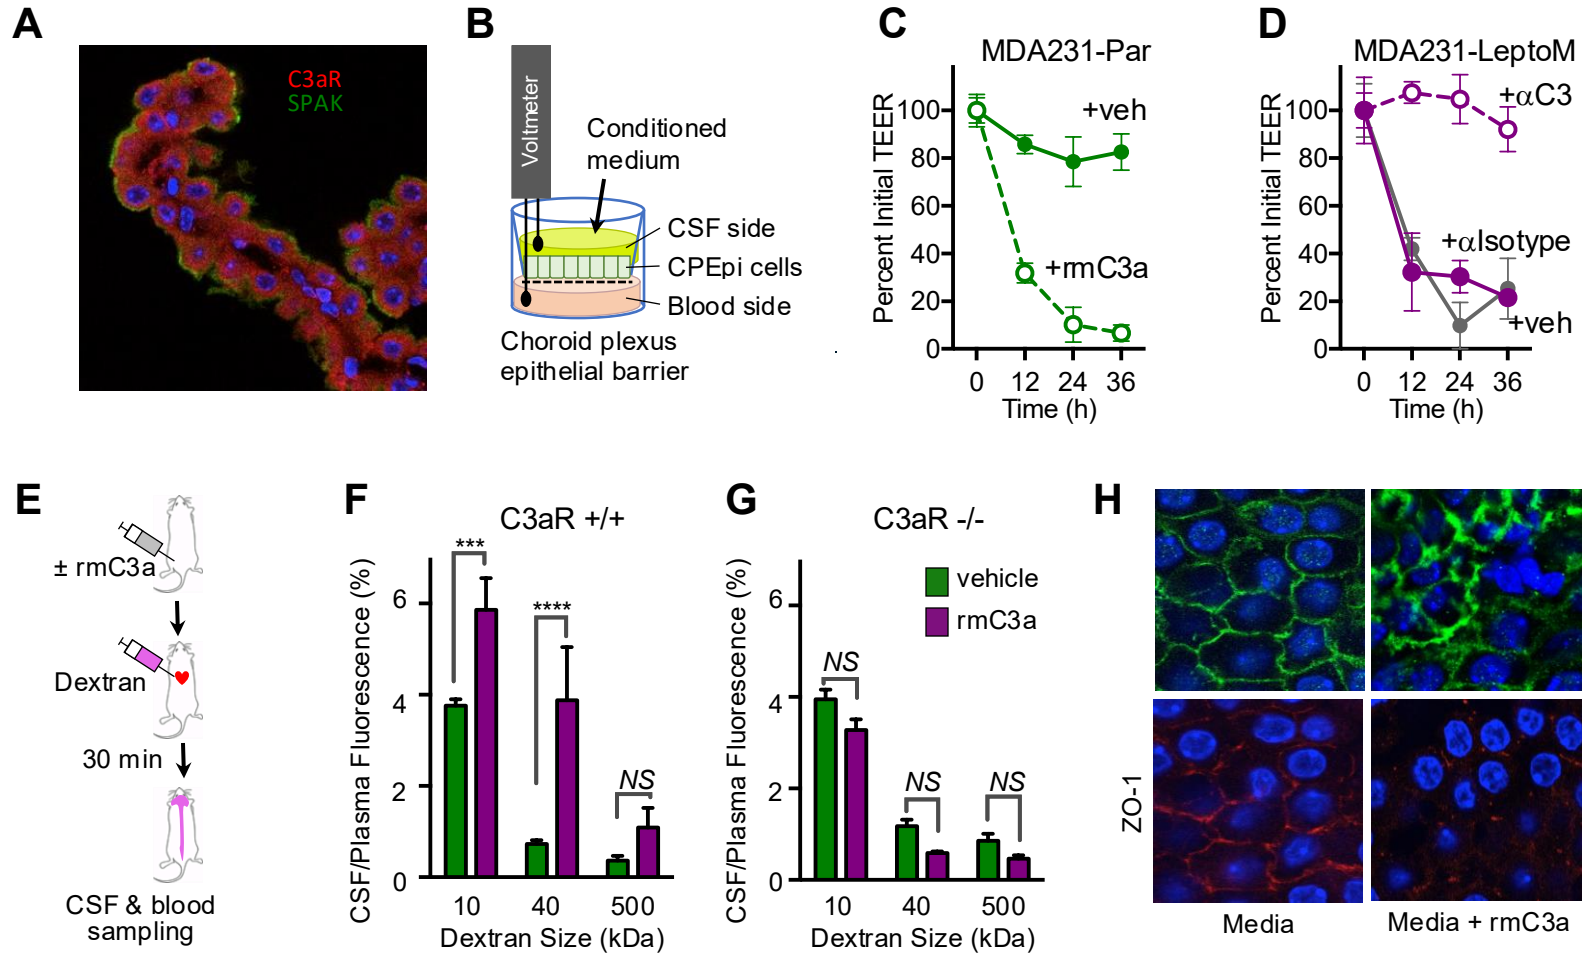 A
C3aR
SPAK
B
Voltmeter
Conditioned
medium
CSF side
CPEpi cells
Blood side
Choroid plexus
epithelial barrier
C
MDA231-Par
Percent Initial TEER
100
80
60
40
20
0
+veh
+rmC3a
0 12 24 36
Time (h)
D
MDA231-LeptoM
Percent Initial TEER
100
80
60
40
20
0
+αC3
+αIsotype
+veh
0 12 24 36
Time (h)
E
± rmC3a
Dextran
30 min
CSF & blood
sampling
F
C3aR +/+
CSF/Plasma Fluorescence (%)
6
4
2
0
***
****
NS
10 40 500
Dextran Size (kDa)
G
C3aR -/-
CSF/Plasma Fluorescence (%)
6
4
2
0
vehicle
rmC3a
NS
NS
NS
10 40 500
Dextran Size (kDa)
H
ZO-1
Media
Media + rmC3a